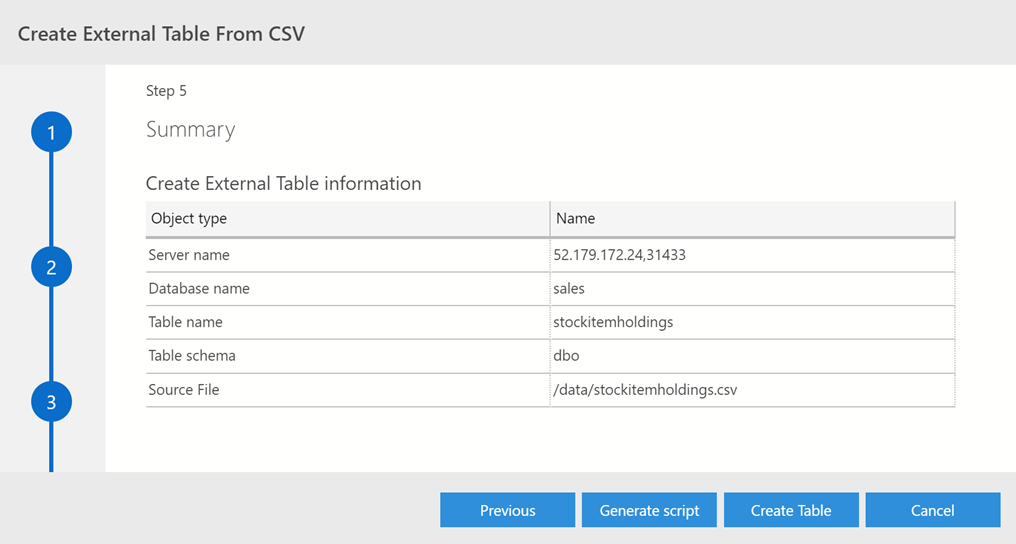 Create External Table From CSV
1
2
3
Step 5
Summary
Create External Table information
Object type Name
Server name 52.179.172.24,31433
Database name sales
Table name stockitemholdings
Table schema dbo
Source File /data/stockitemholdings.csv
Previous Generate script Create Table Cancel